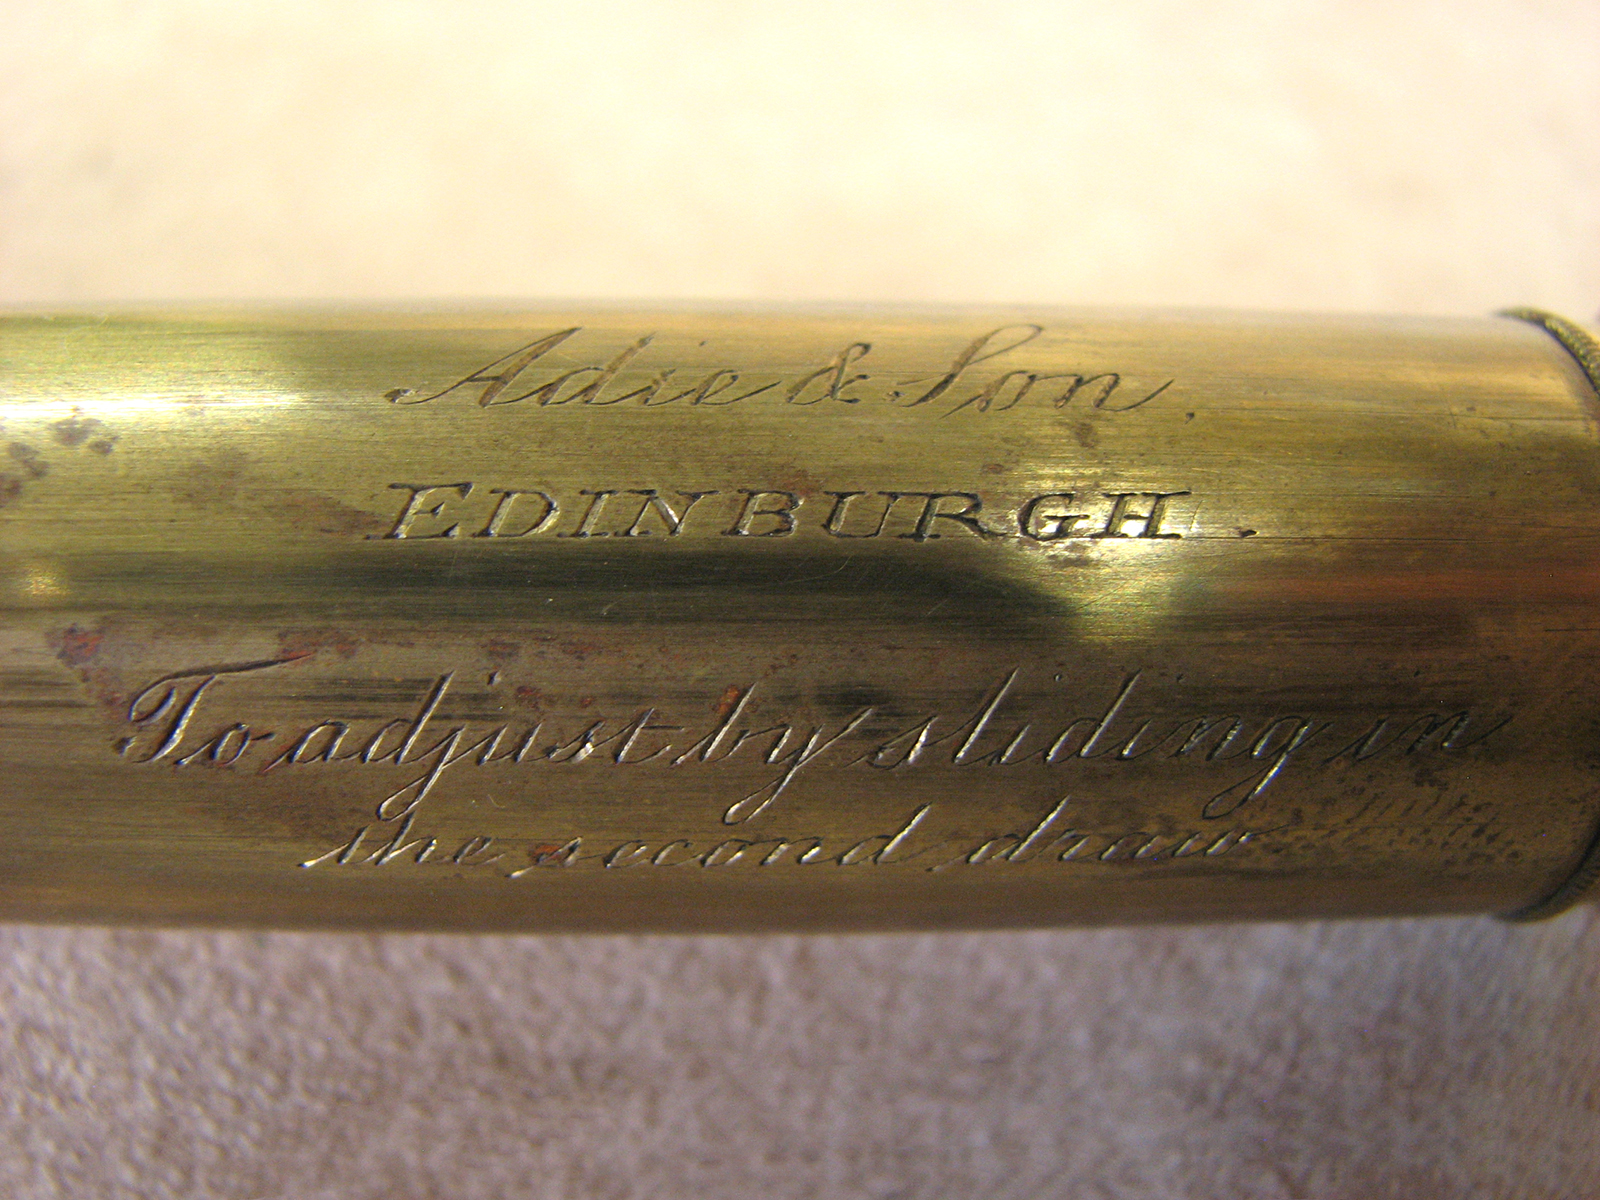 Adie & Son.
EDINBURGH.
To adjust by sliding in
the second draw